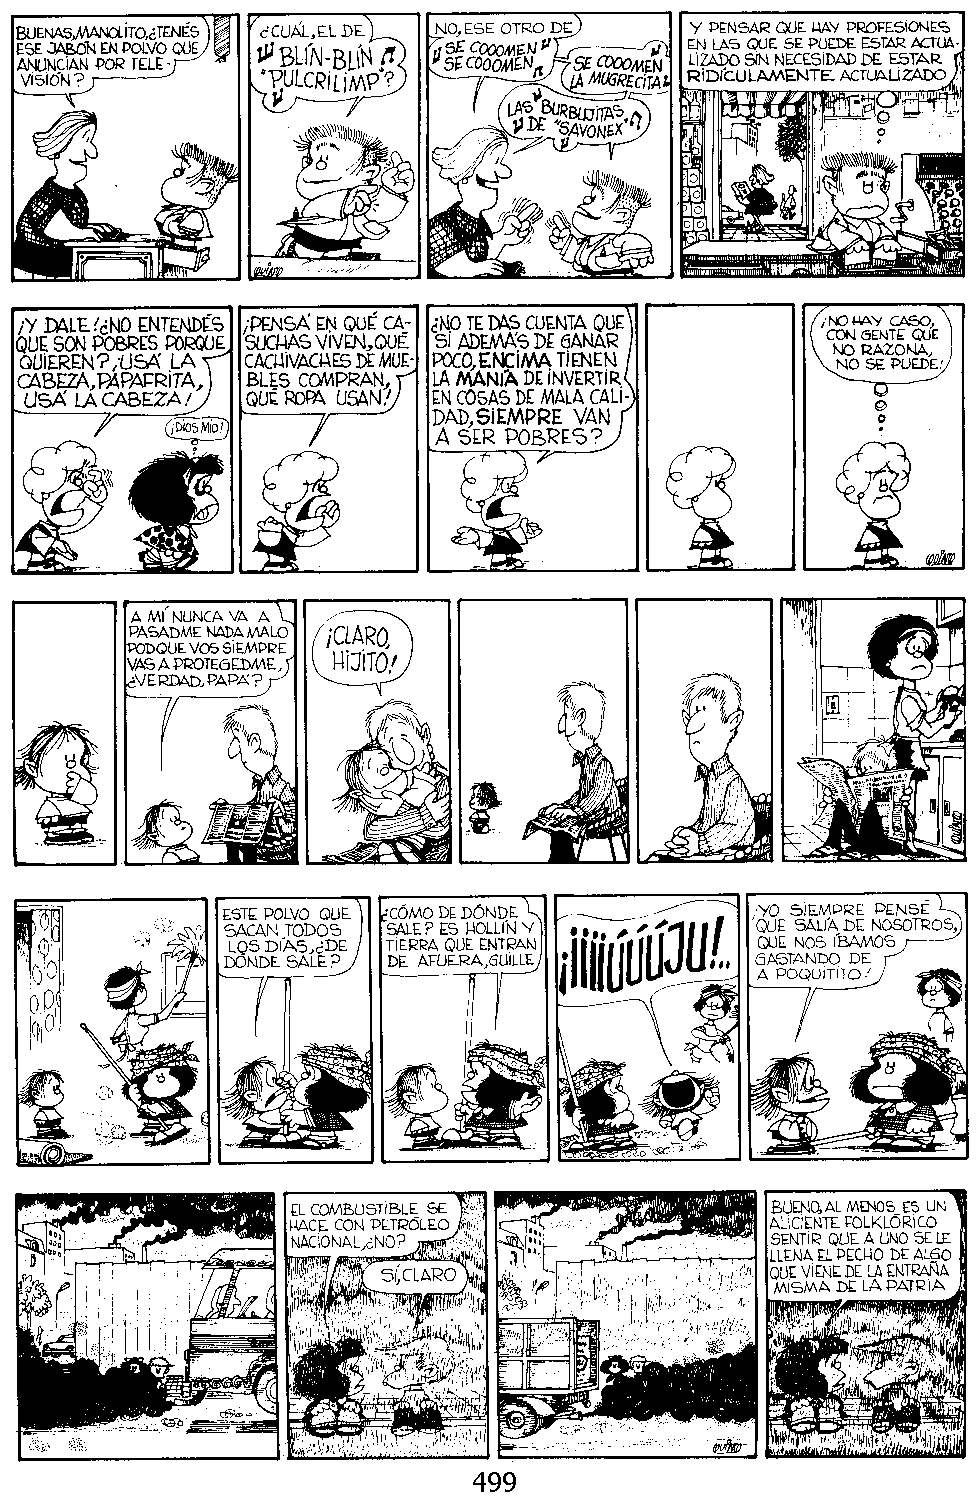 BUENAS, MANOLITO, ¿TENÉS
ESE JABÓN EN POLVO QUE
ANUNCIAN POR TELE-
VISIÓN?
¿CUÁL, EL DE
BLÍN-BLÍN
"PULCRILIMP"?
NO, ESE OTRO DE
SE COOOMEN
SE COOOMEN
SE COOOMEN
LA MUGRECITA
LAS BURBUJITAS
DE "SAVONEX"
Y PENSAR QUE HAY PROFESIONES
EN LAS QUE SE PUEDE ESTAR ACTUA-
LIZADO SIN NECESIDAD DE ESTAR
RIDÍCULAMENTE ACTUALIZADO
QUINO
¡Y DALE! ¿NO ENTENDÉS
QUE SON POBRES PORQUE
QUIEREN? ¡USÁ LA
CABEZA, PAPAFRITA,
USÁ LA CABEZA!
¡DIOS MÍO!
¡PENSÁ EN QUÉ CA-
SUCHAS VIVEN, QUÉ
CACHIVACHES DE MUE-
BLES COMPRAN,
QUÉ ROPA USAN!
¿NO TE DAS CUENTA QUE
SI ADEMÁS DE GANAR
POCO, ENCIMA TIENEN
LA MANÍA DE INVERTIR
EN COSAS DE MALA CALI-
DAD, SIEMPRE VAN
A SER POBRES?
¡NO HAY CASO,
CON GENTE QUE
NO RAZONA,
NO SE PUEDE!
QUINO
A MÍ NUNCA VA A
PASADME NADA MALO
PODQUE VOS SIEMPRE
VAS A PROTEGEDME,
¿VERDAD, PAPÁ?
¡CLARO,
HIJITO!
QUINO
ESTE POLVO QUE
SACAN TODOS
LOS DÍAS, ¿DE
DÓNDE SALE?
¿CÓMO DE DÓNDE
SALE? ES HOLLÍN Y
TIERRA QUE ENTRAN
DE AFUERA, GUILLE
¡IIIIÚÚÚJU!..
¡YO SIEMPRE PENSÉ
QUE SALÍA DE NOSOTROS,
QUE NOS ÍBAMOS
GASTANDO DE
A POQUITITO!
EL COMBUSTIBLE SE
HACE CON PETRÓLEO
NACIONAL, ¿NO?
SÍ, CLARO
QUINO
BUENO, AL MENOS ES UN
ALICIENTE FOLKLÓRICO
SENTIR QUE A UNO SE LE
LLENA EL PECHO DE ALGO
QUE VIENE DE LA ENTRAÑA
MISMA DE LA PATRIA
499